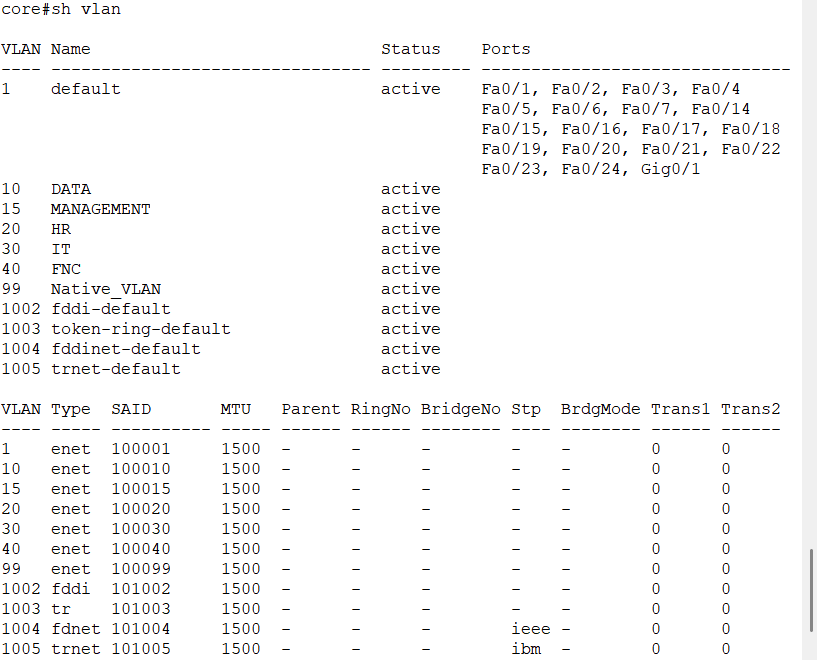 core#sh vlan
VLAN Name                             Status    Ports
---- -------------------------------- --------- -------------------------------
1    default                          active    Fa0/1, Fa0/2, Fa0/3, Fa0/4
                                                Fa0/5, Fa0/6, Fa0/7, Fa0/14
                                                Fa0/15, Fa0/16, Fa0/17, Fa0/18
                                                Fa0/19, Fa0/20, Fa0/21, Fa0/22
                                                Fa0/23, Fa0/24, Gig0/1
10   DATA                             active
15   MANAGEMENT                       active
20   HR                               active
30   IT                               active
40   FNC                              active
99   Native_VLAN                      active
1002 fddi-default                     active
1003 token-ring-default               active
1004 fddinet-default                  active
1005 trnet-default                    active
VLAN Type  SAID       MTU   Parent RingNo BridgeNo Stp  BrdgMode Trans1 Trans2
---- ----- ---------- ----- ------ ------ -------- ---- -------- ------ ------
1    enet  100001     1500  -      -      -        -    -        0      0
10   enet  100010     1500  -      -      -        -    -        0      0
15   enet  100015     1500  -      -      -        -    -        0      0
20   enet  100020     1500  -      -      -        -    -        0      0
30   enet  100030     1500  -      -      -        -    -        0      0
40   enet  100040     1500  -      -      -        -    -        0      0
99   enet  100099     1500  -      -      -        -    -        0      0
1002 fddi  101002     1500  -      -      -        -    -        0      0
1003 tr    101003     1500  -      -      -        -    -        0      0
1004 fdnet 101004     1500  -      -      -        ieee -        0      0
1005 trnet 101005     1500  -      -      -        ibm  -        0      0